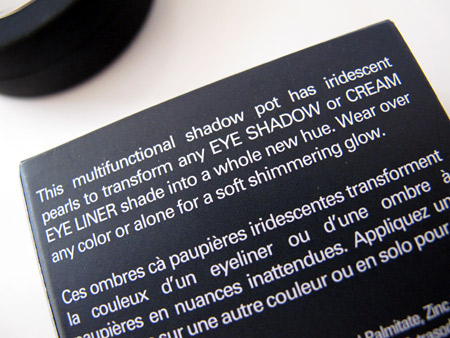 This multifunctional shadow pot has iridescent
pearls to transform any EYE SHADOW or CREAM
EYE LINER shade into a whole new hue. Wear over
any color or alone for a soft shimmering glow.
Ces ombres cà paupières iridescentes transforment
la couleux d'un eyeliner ou d'une ombre à
paupières en nuances inattendues. Appliquez un
sur une autre couleur ou en solo pour
Palmitate, Zinc